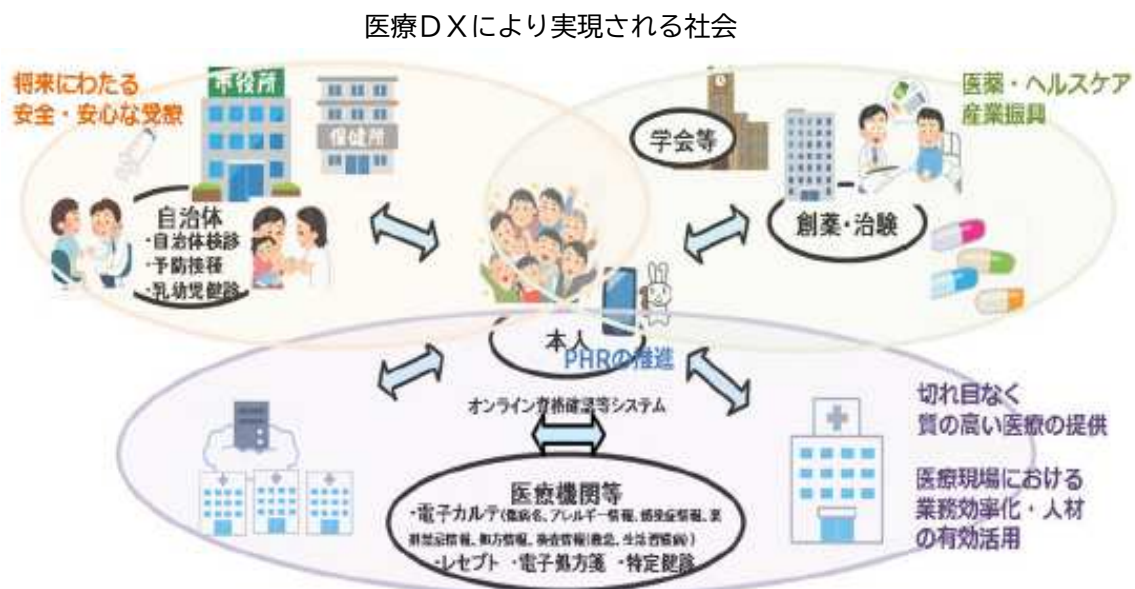 医療DXにより実現される社会
将来にわたる
安全・安心な受療
市役所
保健所
学会等
医薬・ヘルスケア
産業振興
自治体
・自治体検診
・予防接種
・乳幼児健診
創薬・治験
本人
PHRの推進
オンライン資格確認等システム
切れ目なく
質の高い医療の提供
医療機関等
・電子カルテ(傷病名、アレルギー情報、感染症情報、薬
剤禁忌情報、処方情報、検査情報(救急、生活習慣病))
・レセプト ・電子処方箋 ・特定健診
医療現場における
業務効率化・人材
の有効活用